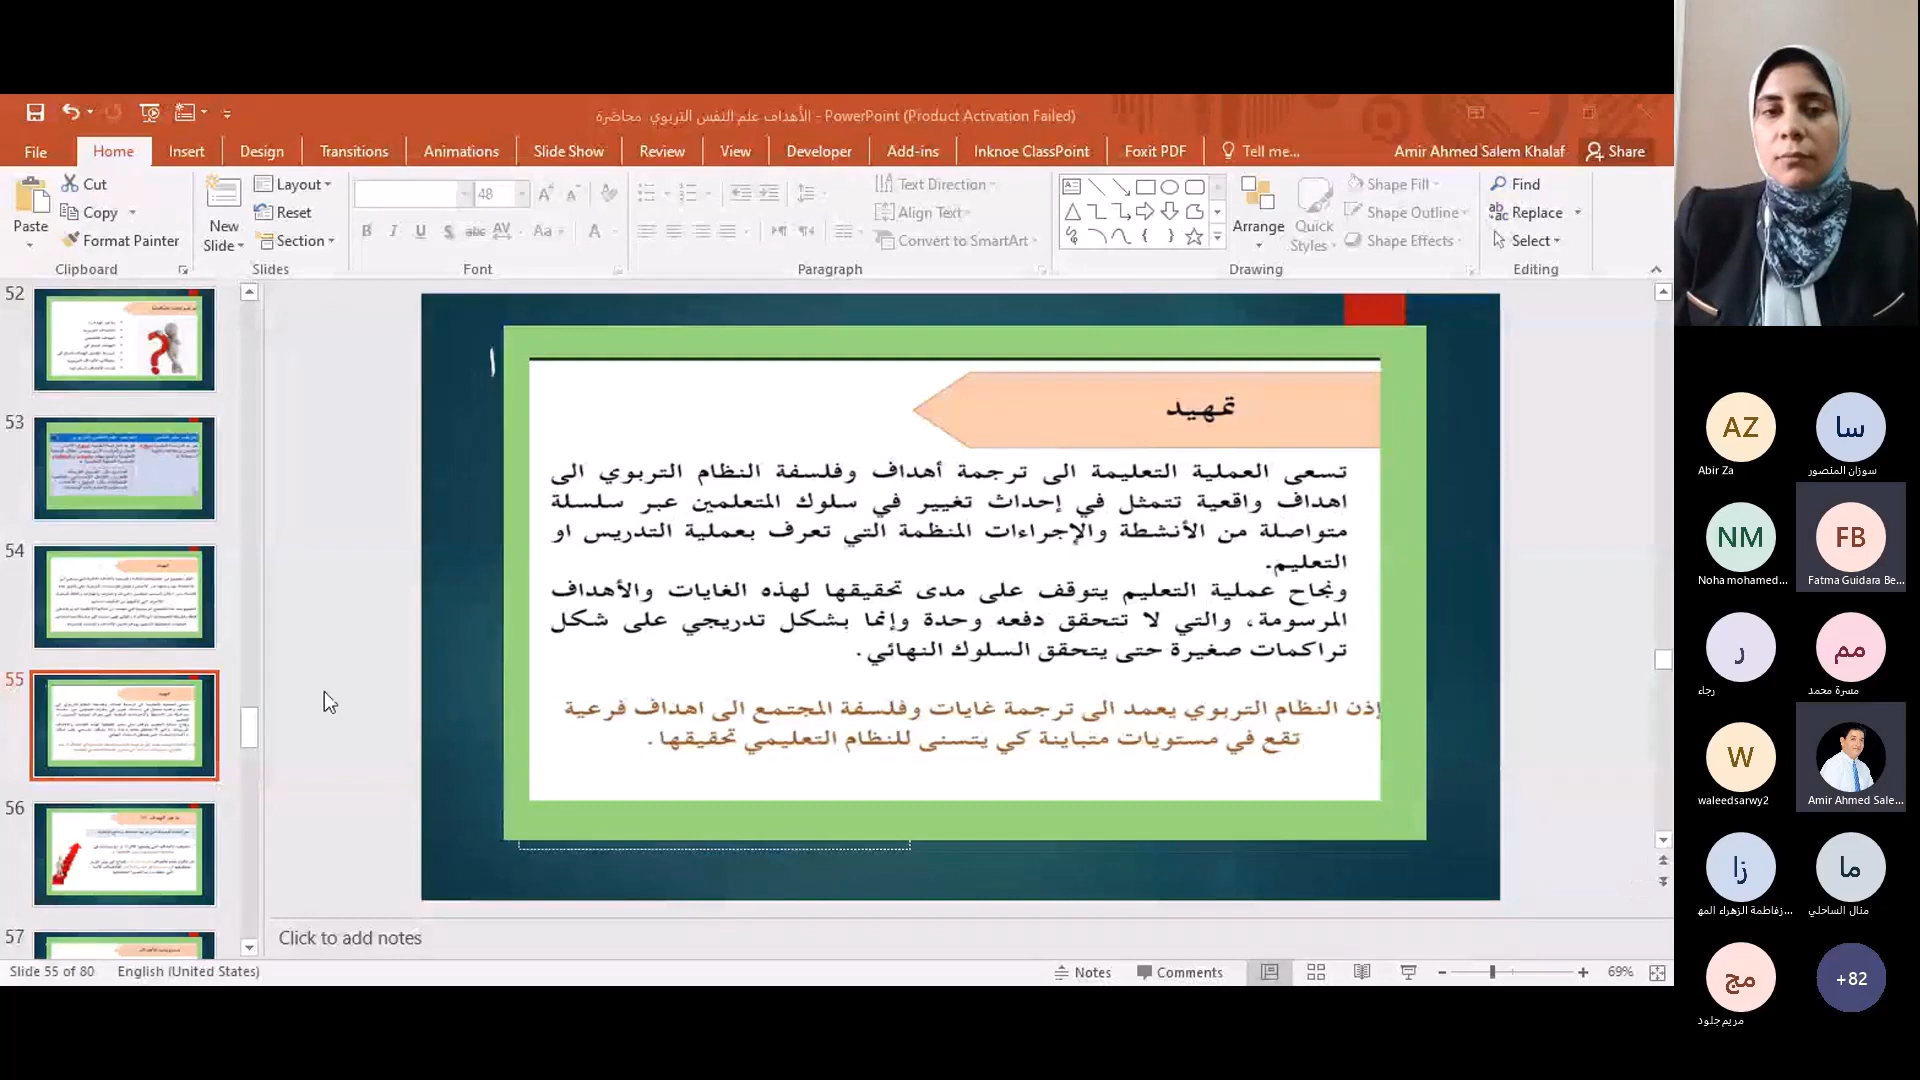 الأهداف علم النفس التربوي محاضرة - PowerPoint (Product Activation Failed)
File
Home
Insert
Design
Transitions
Animations
Slide Show
Review
View
Developer
Add-ins
Inknoe ClassPoint
Foxit PDF
Tell me...
Amir Ahmed Salem Khalaf
Share
Paste
Cut
Copy
Format Painter
Clipboard
New Slide
Layout
Reset
Section
Slides
48
Font
Text Direction
Align Text
Convert to SmartArt
Paragraph
Arrange
Quick Styles
Shape Fill
Shape Outline
Shape Effects
Drawing
Find
Replace
Select
Editing
52
53
54
55
56
57
تمهيد
تسعى العملية التعليمة الى ترجمة أهداف وفلسفة النظام التربوي الى
اهداف واقعية تتمثل في إحداث تغيير في سلوك المتعلمين عبر سلسلة
متواصلة من الأنشطة والإجراءات المنظمة التي تعرف بعملية التدريس او
التعليم.
ونجاح عملية التعليم يتوقف على مدى تحقيقها لهذه الغايات والأهداف
المرسومة، والتي لا تتحقق دفعه وحدة وإنما بشكل تدريجي على شكل
تراكمات صغيرة حتى يتحقق السلوك النهائي.
إذن النظام التربوي يعمد الى ترجمة غايات وفلسفة المجتمع الى اهداف فرعية
تقع في مستويات متباينة كي يتسنى للنظام التعليمي تحقيقها.
Click to add notes
Slide 55 of 80
English (United States)
Notes
Comments
69%
AZ
Abir Za
سا
سوزان المنصور
NM
Noha mohamed...
FB
Fatma Guidara Be...
ر
رجاء
مم
مسرة محمد
W
waleedsarwy2
Amir Ahmed Sale...
زا
زفاطمة الزهراء المه...
ما
منال الساحلي
مج
مريم جلود
+82